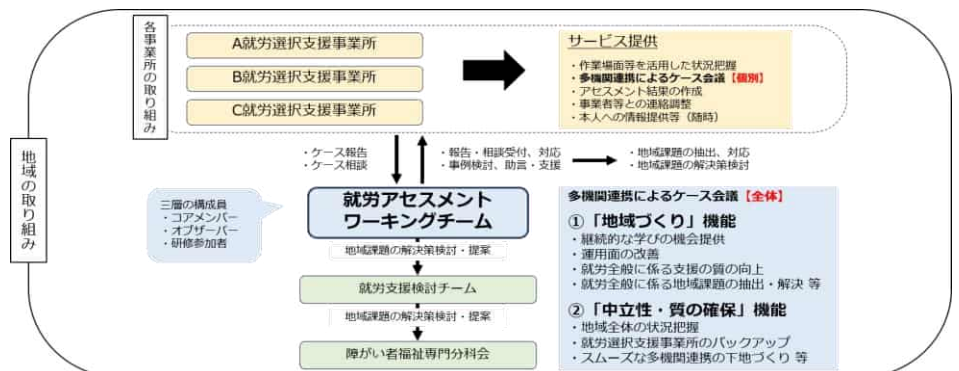 各事業所の取り組み
A就労選択支援事業所
B就労選択支援事業所
C就労選択支援事業所
サービス提供
・作業場面等を活用した状況把握
・多機関連携によるケース会議【個別】
・アセスメント結果の作成
・事業者等との連絡調整
・本人への情報提供等（随時）
地域の取り組み
・ケース報告
・ケース相談
・報告・相談受付、対応
・事例検討、助言・支援
・地域課題の抽出、対応
・地域課題の解決策検討
三層の構成員
・コアメンバー
・オブザーバー
・研修参加者
就労アセスメント
ワーキングチーム
地域課題の解決策検討・提案
就労支援検討チーム
地域課題の解決策検討・提案
障がい者福祉専門分科会
多機関連携によるケース会議【全体】
①「地域づくり」機能
・継続的な学びの機会提供
・運用面の改善
・就労全般に係る支援の質の向上
・就労全般に係る地域課題の抽出・解決 等
②「中立性・質の確保」機能
・地域全体の状況把握
・就労選択支援事業所のバックアップ
・スムーズな多機関連携の下地づくり 等